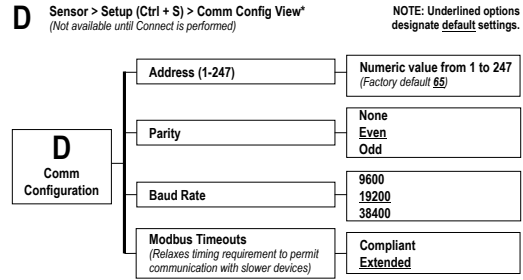 D
Sensor > Setup (Ctrl + S) > Comm Config View*
(Not available until Connect is performed)
NOTE: Underlined options
designate default settings.
D
Comm
Configuration
Address (1-247)
Numeric value from 1 to 247
(Factory default 65)
Parity
None
Even
Odd
Baud Rate
9600
19200
38400
Modbus Timeouts
(Relaxes timing requirement to permit
communication with slower devices)
Compliant
Extended